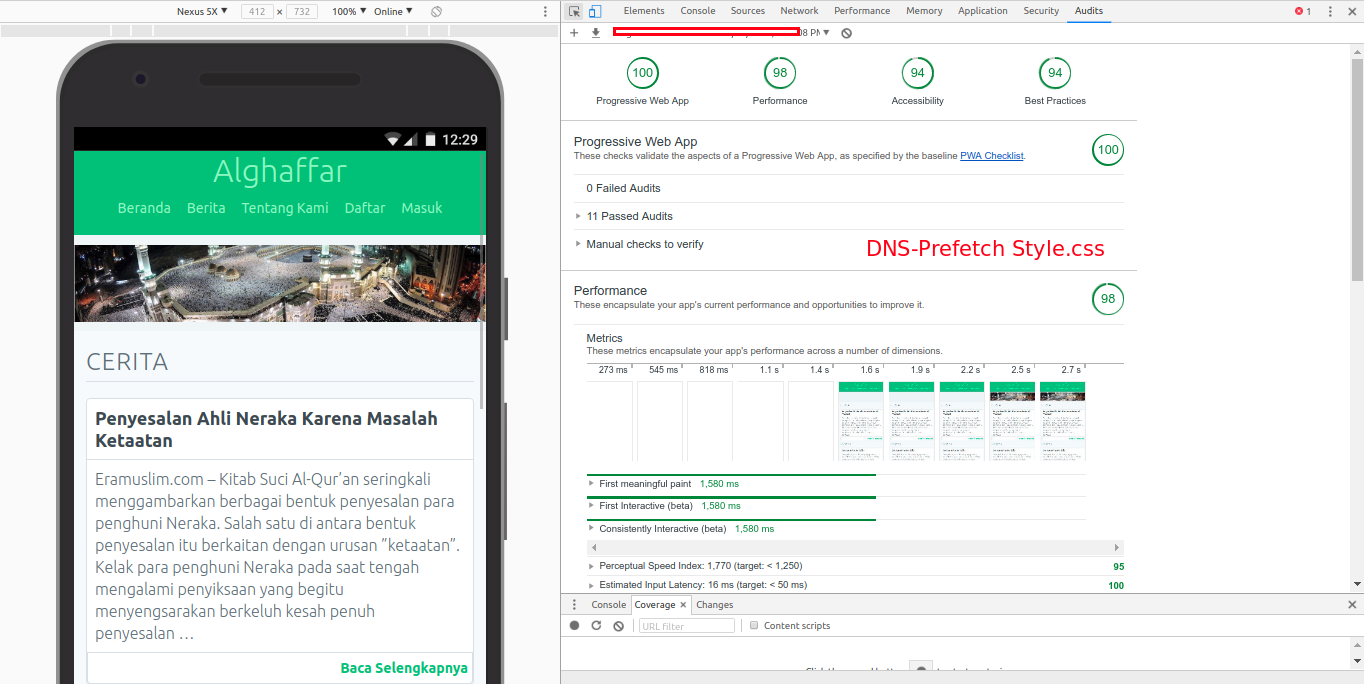 Nexus 5X ▼ 412 × 732 100% ▼ Online ▼
Elements Console Sources Network Performance Memory Application Security Audits 1
▼
12:29
Alghaffar
Beranda Berita Tentang Kami Daftar Masuk
CERITA
Penyesalan Ahli Neraka Karena Masalah
Ketaatan
Eramuslim.com – Kitab Suci Al-Qur’an seringkali
menggambarkan berbagai bentuk penyesalan para
penghuni Neraka. Salah satu di antara bentuk
penyesalan itu berkaitan dengan urusan “ketaatan”.
Kelak para penghuni Neraka pada saat tengah
mengalami penyiksaan yang begitu
menyengsarakan berkeluh kesah penuh
penyesalan …
Baca Selengkapnya
100 98 94 94
Progressive Web App Performance Accessibility Best Practices
Progressive Web App
These checks validate the aspects of a Progressive Web App, as specified by the baseline PWA Checklist.
100
0 Failed Audits
11 Passed Audits
Manual checks to verify
DNS-Prefetch Style.css
Performance
These encapsulate your app's current performance and opportunities to improve it.
98
Metrics
These metrics encapsulate your app's performance across a number of dimensions.
273 ms 545 ms 818 ms 1.1 s 1.4 s 1.6 s 1.9 s 2.2 s 2.5 s 2.7 s
First meaningful paint 1,580 ms
First Interactive (beta) 1,580 ms
Consistently Interactive (beta) 1,580 ms
Perceptual Speed Index: 1,770 (target: < 1,250) 95
Estimated Input Latency: 16 ms (target: < 50 ms) 100
Console Coverage × Changes
URL filter Content scripts